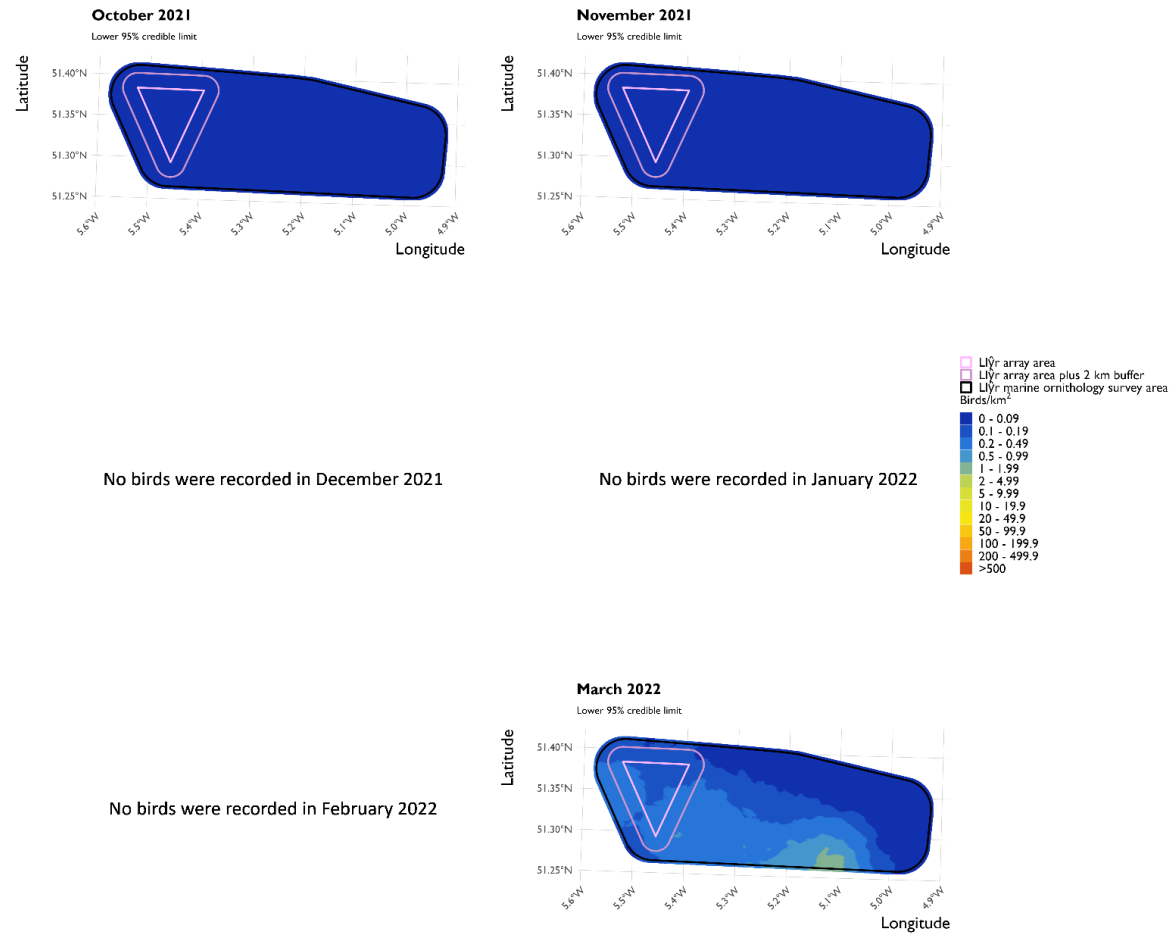 October 2021
Lower 95% credible limit
Latitude
51.40°N
51.35°N
51.30°N
51.25°N
5.6°W
5.5°W
5.4°W
5.3°W
5.2°W
5.1°W
5.0°W
4.9°W
Longitude
November 2021
Lower 95% credible limit
Latitude
51.40°N
51.35°N
51.30°N
51.25°N
5.6°W
5.5°W
5.4°W
5.3°W
5.2°W
5.1°W
5.0°W
4.9°W
Longitude
Llŷr array area
Llŷr array area plus 2 km buffer
Llŷr marine ornithology survey area
Birds/km²
0 - 0.09
0.1 - 0.19
0.2 - 0.49
0.5 - 0.99
1 - 1.99
2 - 4.99
5 - 9.99
10 - 19.9
20 - 49.9
50 - 99.9
100 - 199.9
200 - 499.9
>500
No birds were recorded in December 2021
No birds were recorded in January 2022
No birds were recorded in February 2022
March 2022
Lower 95% credible limit
Latitude
51.40°N
51.35°N
51.30°N
51.25°N
5.6°W
5.5°W
5.4°W
5.3°W
5.2°W
5.1°W
5.0°W
4.9°W
Longitude